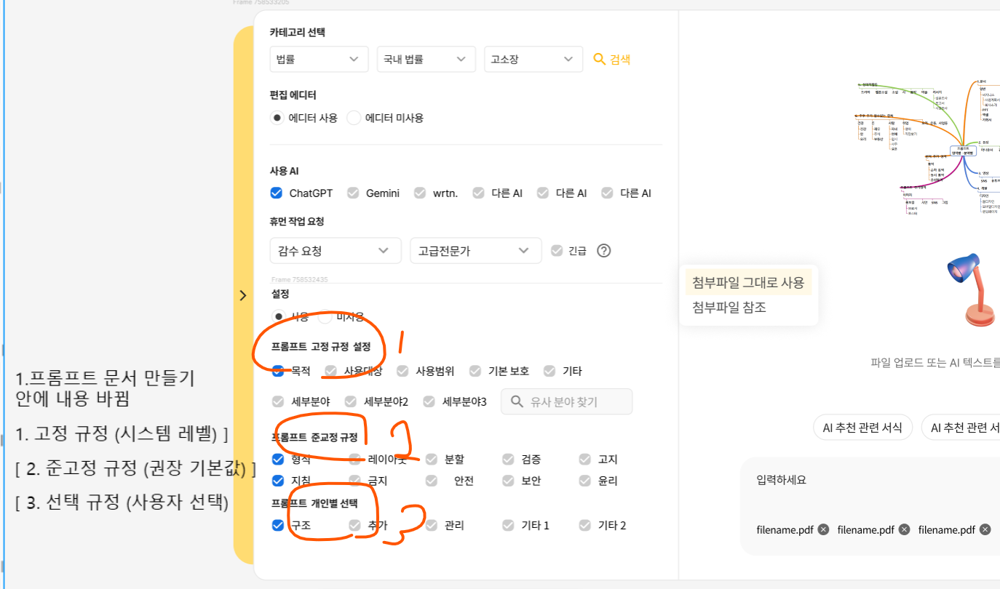 Frame 758533205
카테고리 선택
법률 국내 법률 고소장 검색
편집 에디터
에디터 사용 에디터 미사용
사용 AI
ChatGPT Gemini wrtn. 다른 AI 다른 AI 다른 AI
휴먼 작업 요청
감수 요청 고급전문가 긴급 ?
Frame 758532435
설정
사용 미사용
프롬프트 고정 규정 설정 1
목적 사용대상 사용범위 기본 보호 기타
세부분야 세부분야2 세부분야3 유사 분야 찾기
프롬프트 준교정 규정 2
형식 레이아웃 분할 검증 고지
지침 금지 안전 보안 윤리
프롬프트 개인별 선택 3
구조 추가 관리 기타 1 기타 2
1.프롬프트 문서 만들기
안에 내용 바뀜
1. 고정 규정 (시스템 레벨) ]
[ 2. 준고정 규정 (권장 기본값) ]
[ 3. 선택 규정 (사용자 선택)
첨부파일 그대로 사용
첨부파일 참조
파일 업로드 또는 AI 텍스트를
AI 추천 관련 서식 AI 추천 관련 서
입력하세요
filename.pdf filename.pdf filename.pdf